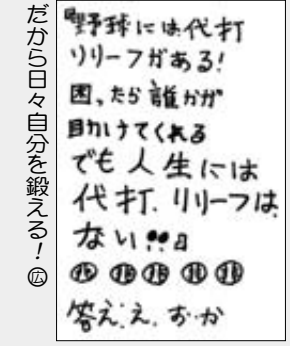 『野球には代打
リリーフがある!
困ったら誰かが
助けてくれる
でも人生には
代打、リリーフは
ない!!』
答え.え.お.か
だから日々自分を鍛える!㊄